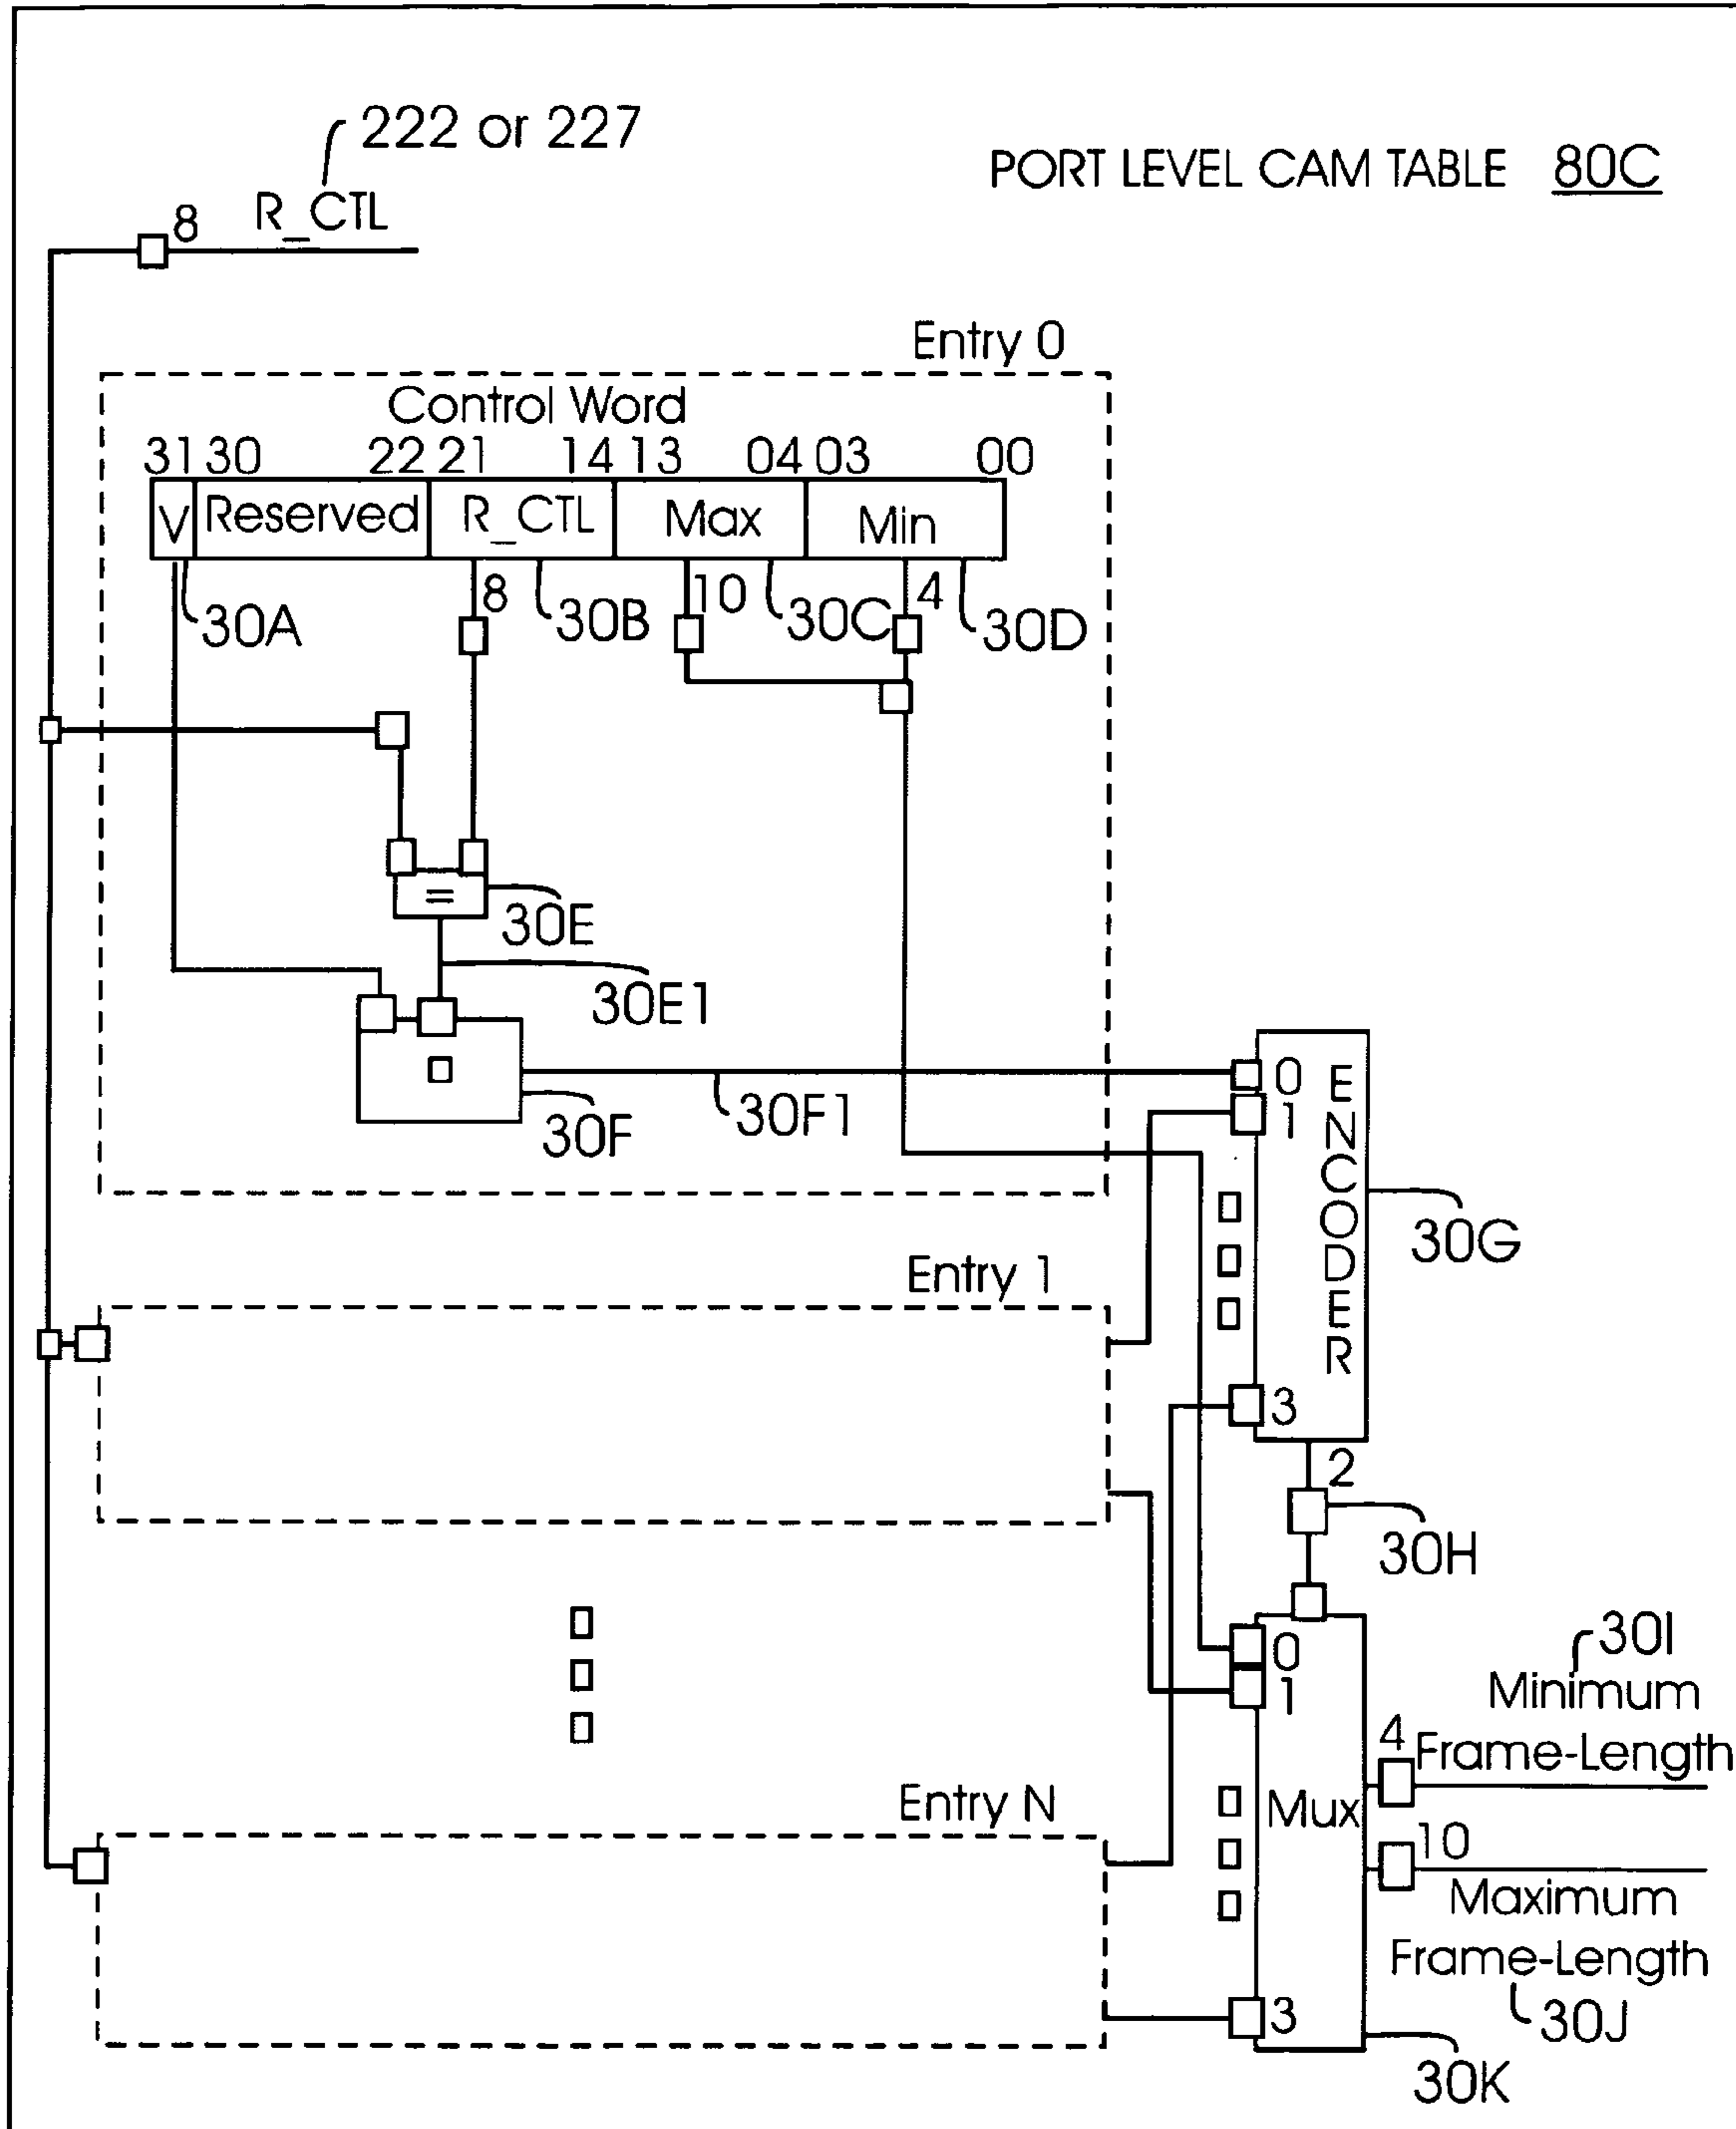 222 or 227
PORT LEVEL CAM TABLE 80C
8 R_CTL
Entry 0
Control Word
31 30 22 21 14 13 04 03 00
V Reserved R_CTL Max Min
8 10 4
30A 30B 30C 30D
=
30E
30E1
30F
30F1
0
1
3
ENCODER
30G
Entry 1
2
30H
0
1
3
Mux
30I
Minimum
4 Frame-Length
Entry N
10
Maximum
Frame-Length
30J
30K